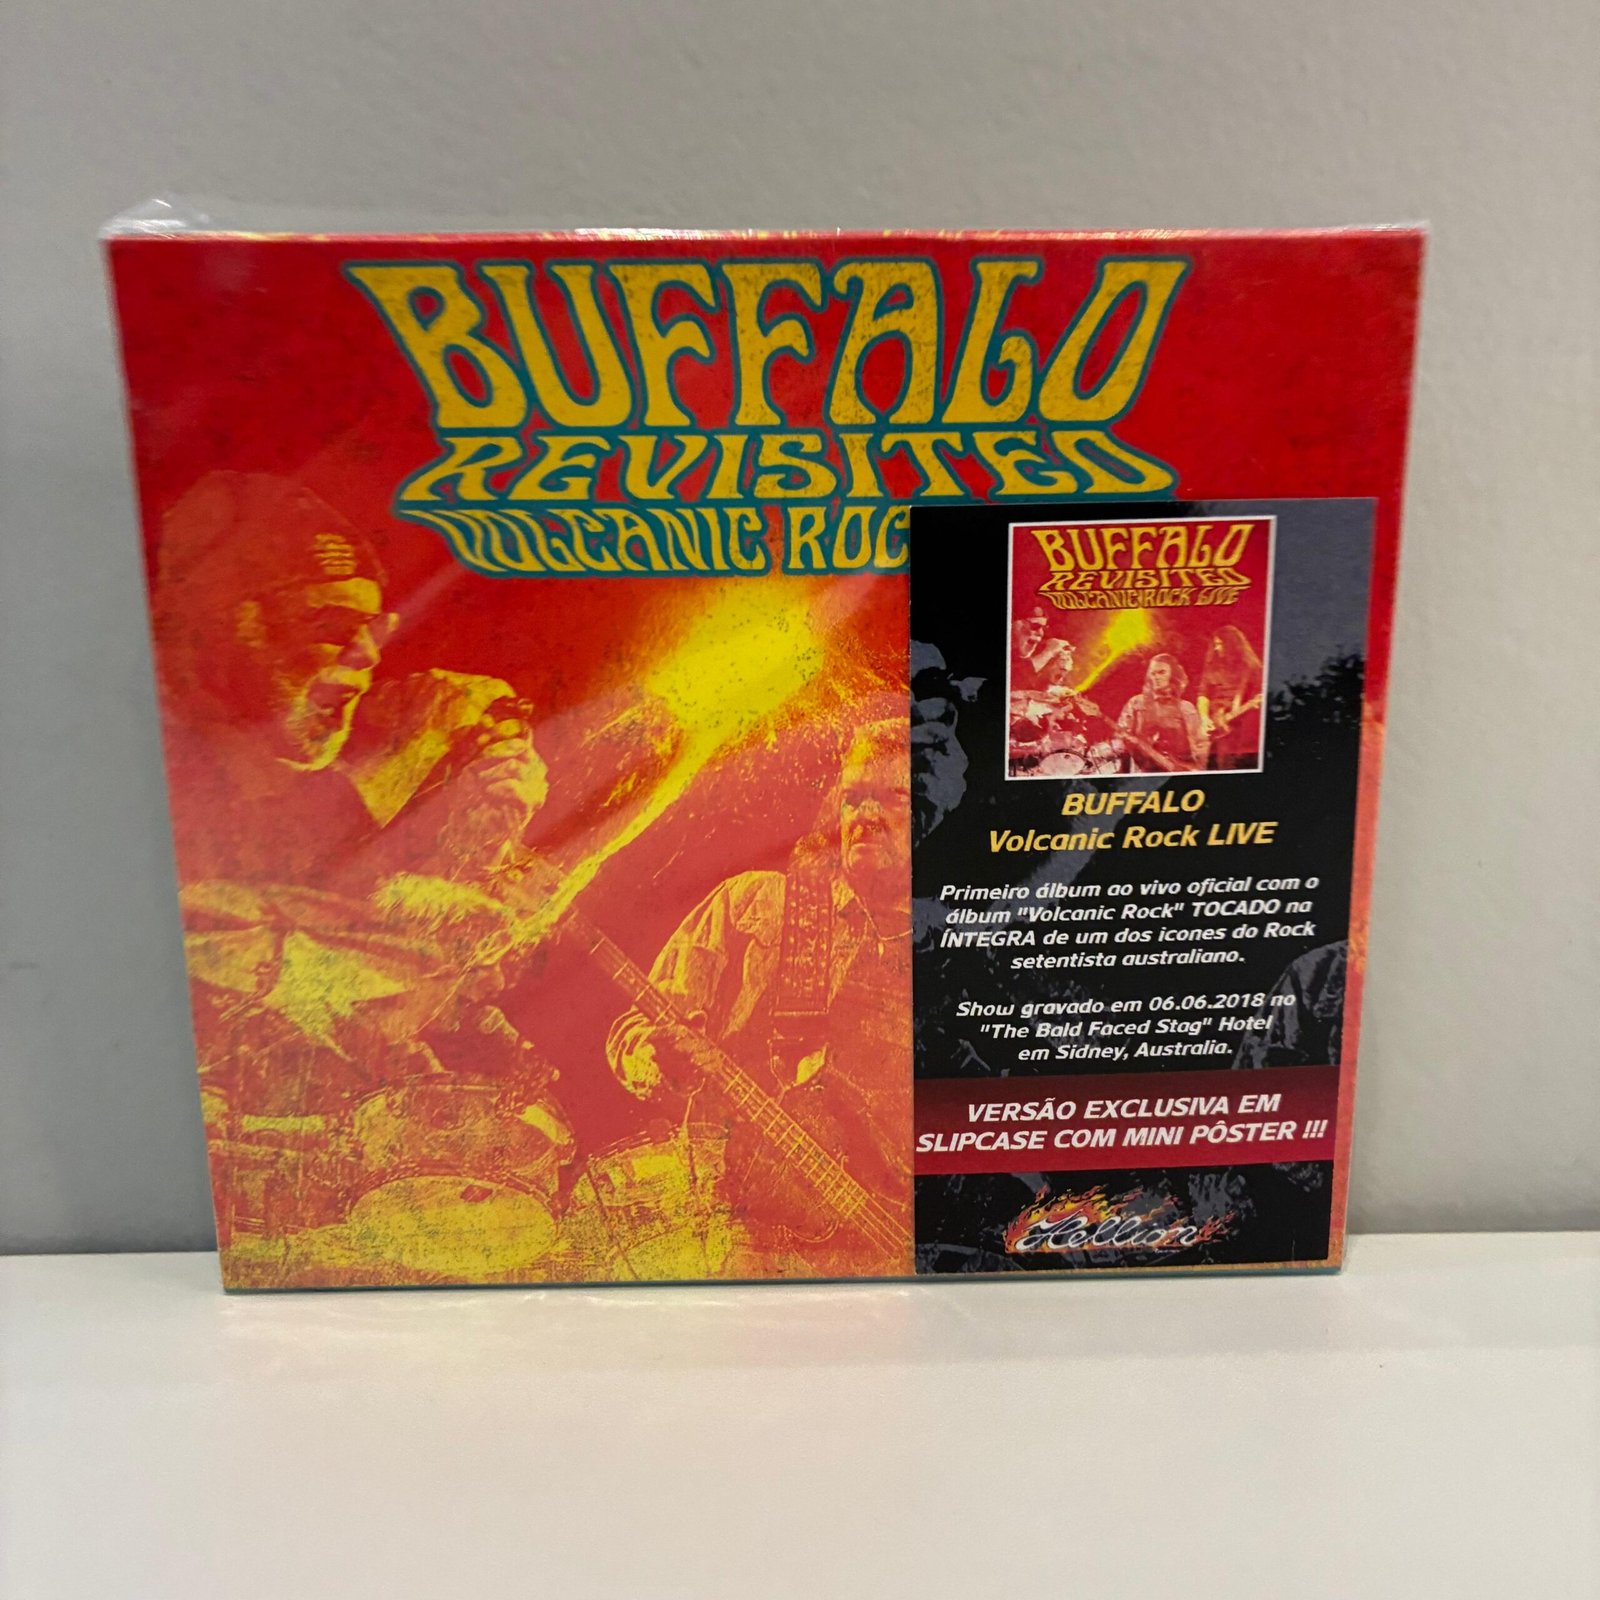 BUFFALO
REVISITED
VOLCANIC ROC
BUFFALO
REVISITED
VOLCANIC ROCK LIVE
BUFFALO
Volcanic Rock LIVE
Primeiro álbum ao vivo oficial com o
álbum "Volcanic Rock" TOCADO na
ÍNTEGRA de um dos icones do Rock
setentista australiano.
Show gravado em 06.06.2018 no
"The Bald Faced Stag" Hotel
em Sidney, Australia.
VERSÃO EXCLUSIVA EM
SLIPCASE COM MINI PÔSTER !!!
Hellion